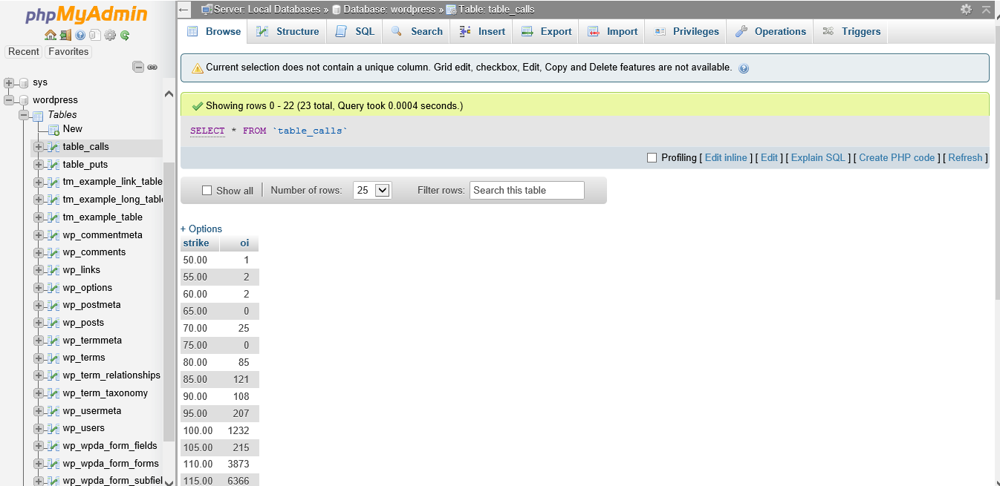 phpMyAdmin
Recent Favorites
sys
wordpress
Tables
New
table_calls
table_puts
tm_example_link_table
tm_example_long_tabl
tm_example_table
wp_commentmeta
wp_comments
wp_links
wp_options
wp_postmeta
wp_posts
wp_termmeta
wp_terms
wp_term_relationships
wp_term_taxonomy
wp_usermeta
wp_users
wp_wpda_form_fields
wp_wpda_form_forms
wp_wpda_form_subfiel
Server: Local Databases » Database: wordpress » Table: table_calls
Browse Structure SQL Search Insert Export Import Privileges Operations Triggers
Current selection does not contain a unique column. Grid edit, checkbox, Edit, Copy and Delete features are not available.
Showing rows 0 - 22 (23 total, Query took 0.0004 seconds.)
SELECT * FROM `table_calls`
Profiling [ Edit inline ] [ Edit ] [ Explain SQL ] [ Create PHP code ] [ Refresh ]
Show all Number of rows: 25 Filter rows: Search this table
+ Options
strike oi
50.00 1
55.00 2
60.00 2
65.00 0
70.00 25
75.00 0
80.00 85
85.00 121
90.00 108
95.00 207
100.00 1232
105.00 215
110.00 3873
115.00 6366